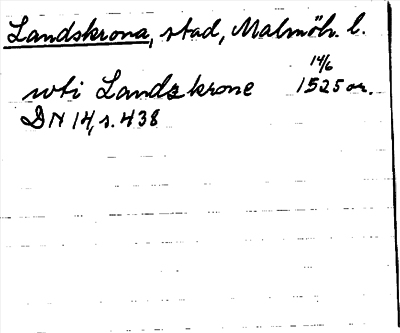 Landskrona, stad, Malmöh. l.
wti Landzkrone 14/6 1525 or.
DN 14, s. 438